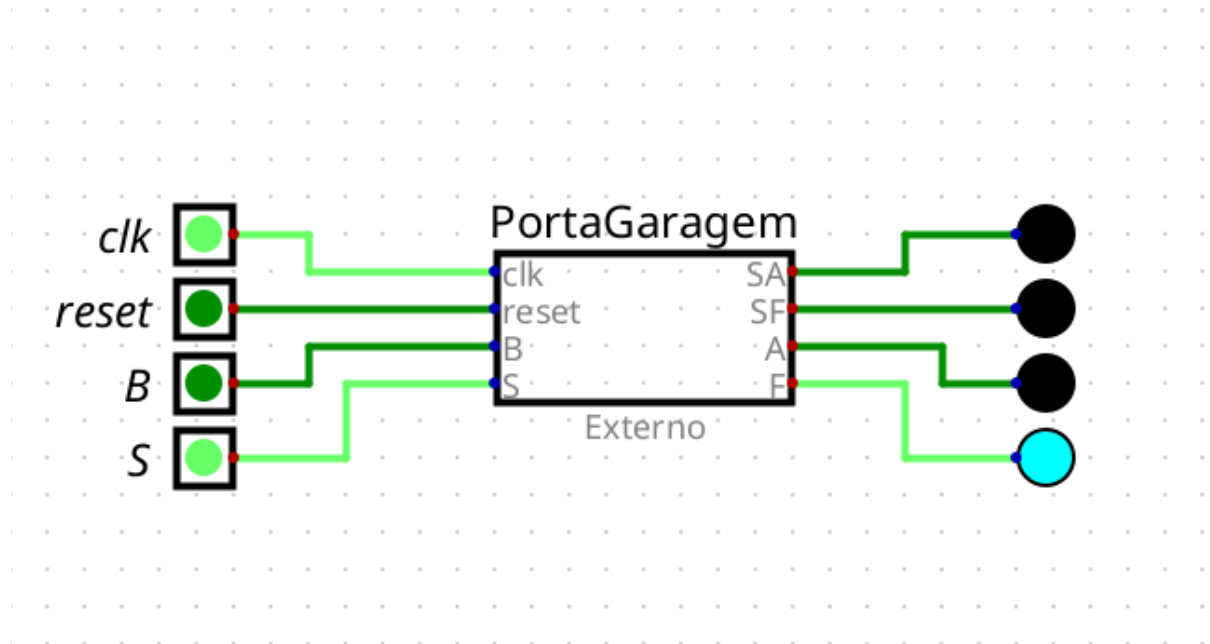 PortaGaragem
clk
reset
B
S
clk
reset
B
S
SA
SF
A
F
Externo